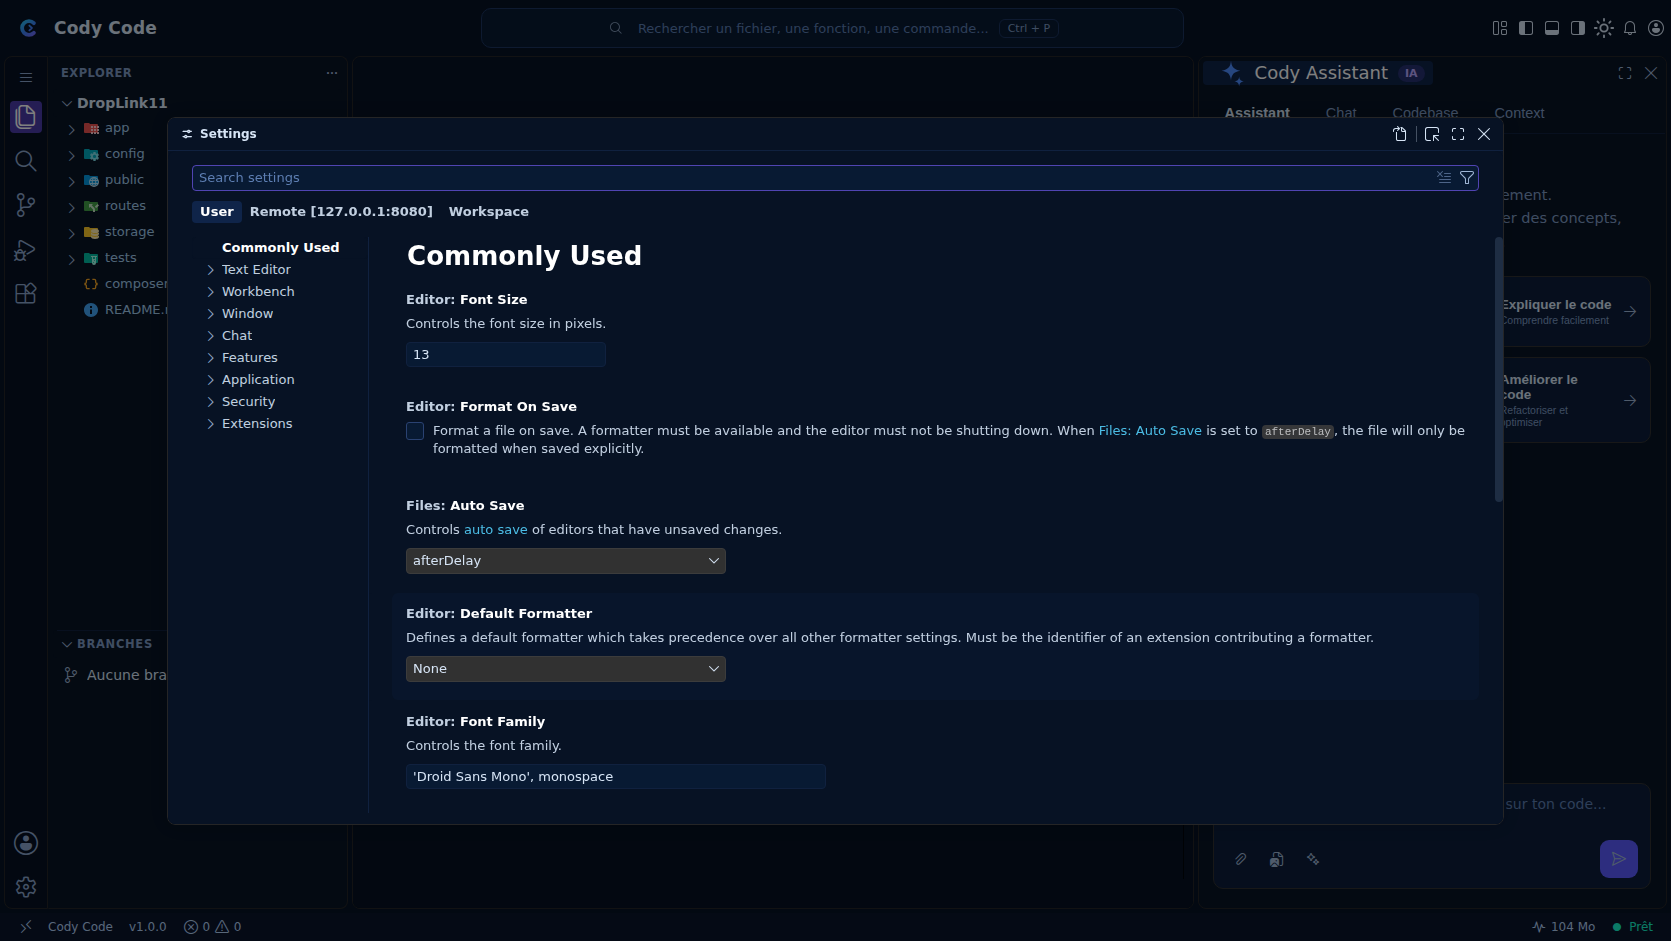 Cody Code
Rechercher un fichier, une fonction, une commande... Ctrl + P
EXPLORER
DropLink11
app
config
public
routes
storage
tests
{} composer
README.
BRANCHES
Aucune bra
Settings
Search settings
User Remote [127.0.0.1:8080] Workspace
Commonly Used
Text Editor
Workbench
Window
Chat
Features
Application
Security
Extensions
Commonly Used
Editor: Font Size
Controls the font size in pixels.
13
Editor: Format On Save
Format a file on save. A formatter must be available and the editor must not be shutting down. When Files: Auto Save is set to afterDelay, the file will only be
formatted when saved explicitly.
Files: Auto Save
Controls auto save of editors that have unsaved changes.
afterDelay
Editor: Default Formatter
Defines a default formatter which takes precedence over all other formatter settings. Must be the identifier of an extension contributing a formatter.
None
Editor: Font Family
Controls the font family.
'Droid Sans Mono', monospace
Cody Assistant IA
Assistant Chat Codebase Context
ement.
er des concepts,
Expliquer le code
Comprendre facilement
Améliorer le
code
Refactoriser et
optimiser
sur ton code...
Cody Code v1.0.0 0 0
104 Mo Prêt